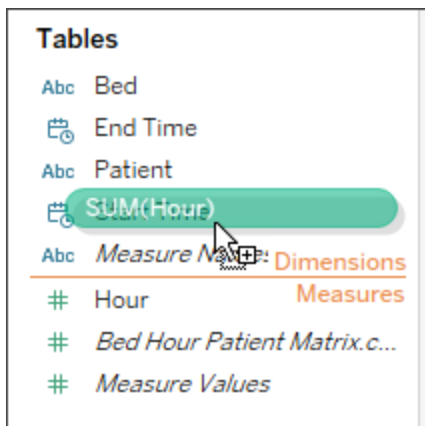 Tables
Abc Bed
End Time
Abc Patient
SUM(Hour)
Abc Measure
Dimensions
Measures
# Hour
# Bed Hour Patient Matrix.c...
# Measure Values